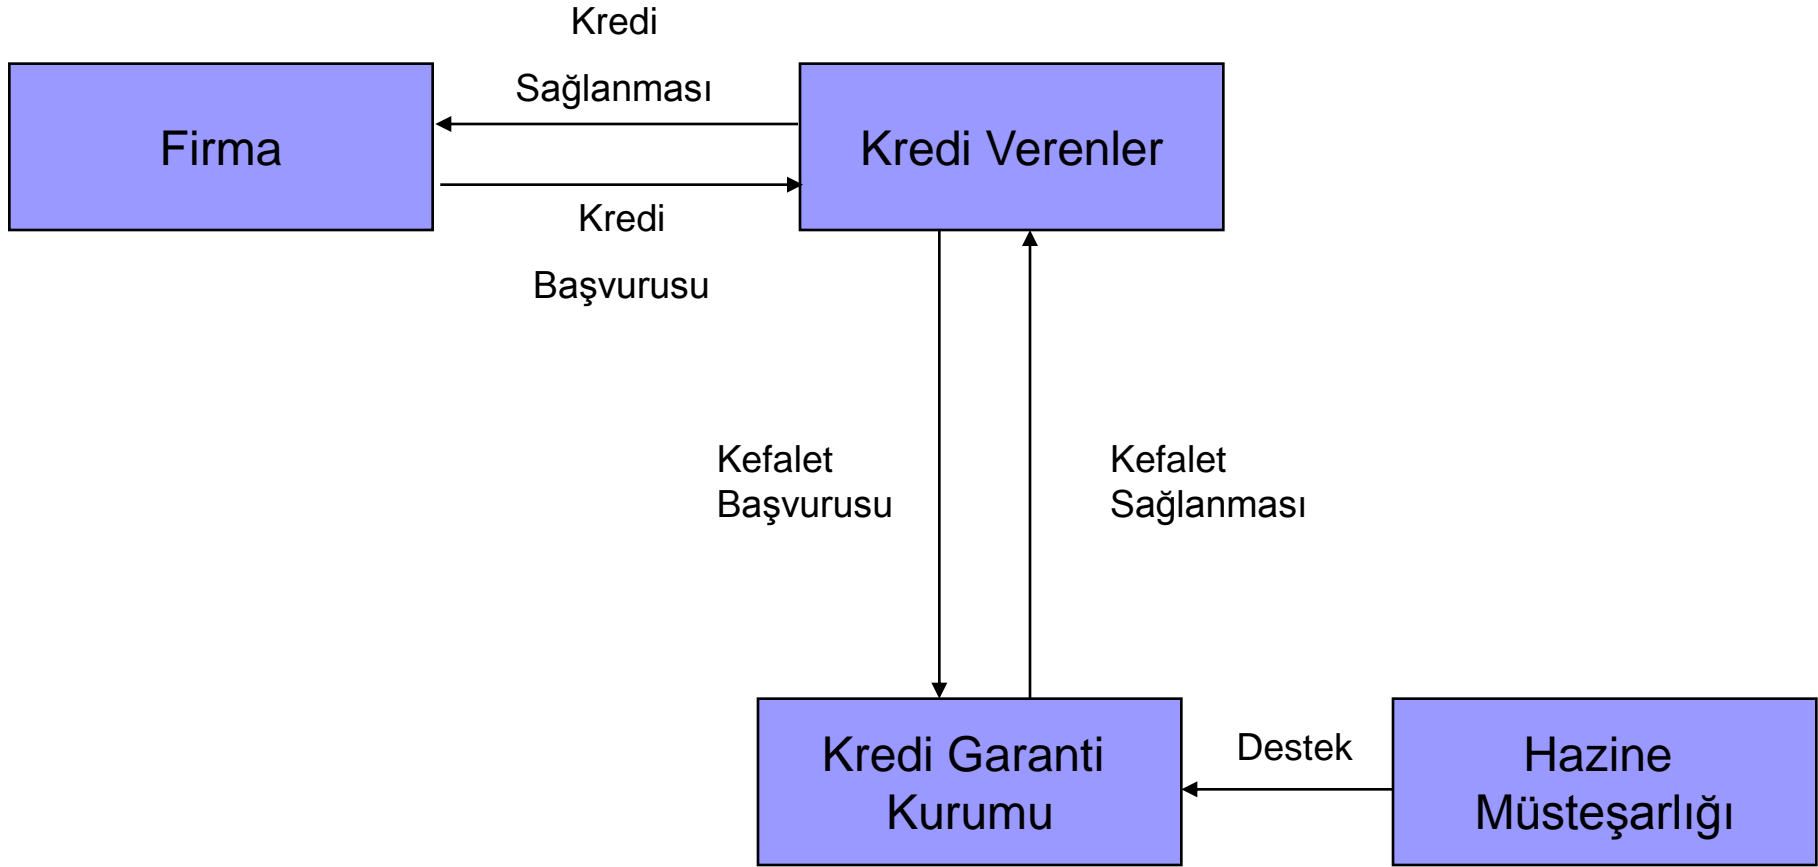 Kredi
Sağlanması
Firma
Kredi Verenler
Kredi
Başvurusu
Kefalet
Başvurusu
Kefalet
Sağlanması
Kredi Garanti
Kurumu
Destek
Hazine
Müsteşarlığı